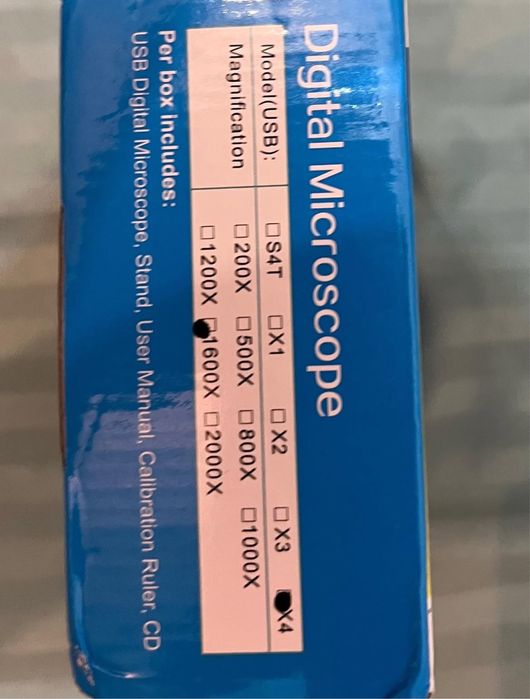 Digital Microscope
Model(USB): □S4T □X1 □X2 □X3 ■X4
Magnification □200X □500X □800X □1000X
□1200X ■1600X □2000X
Per box includes:
USB Digital Microscope, Stand, User Manual, Calibration Ruler, CD